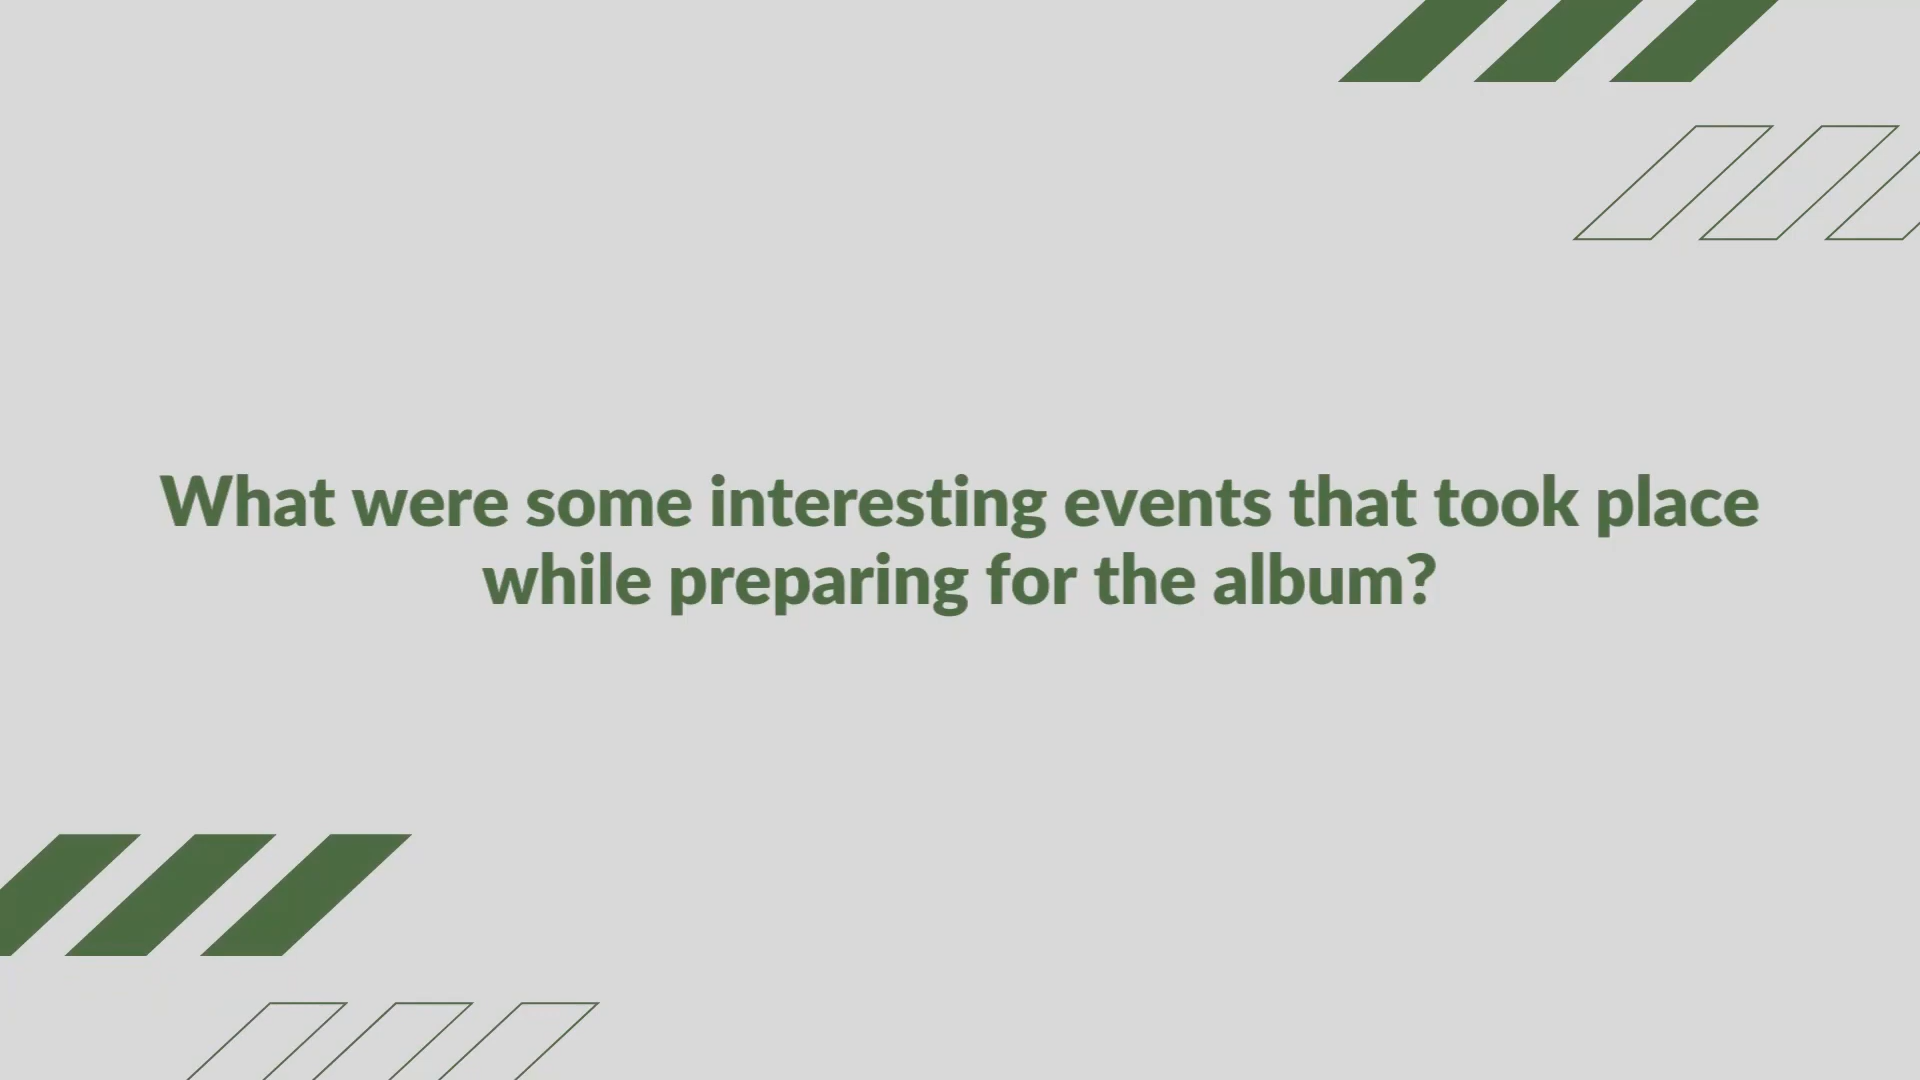 What were some interesting events that took place
while preparing for the album?